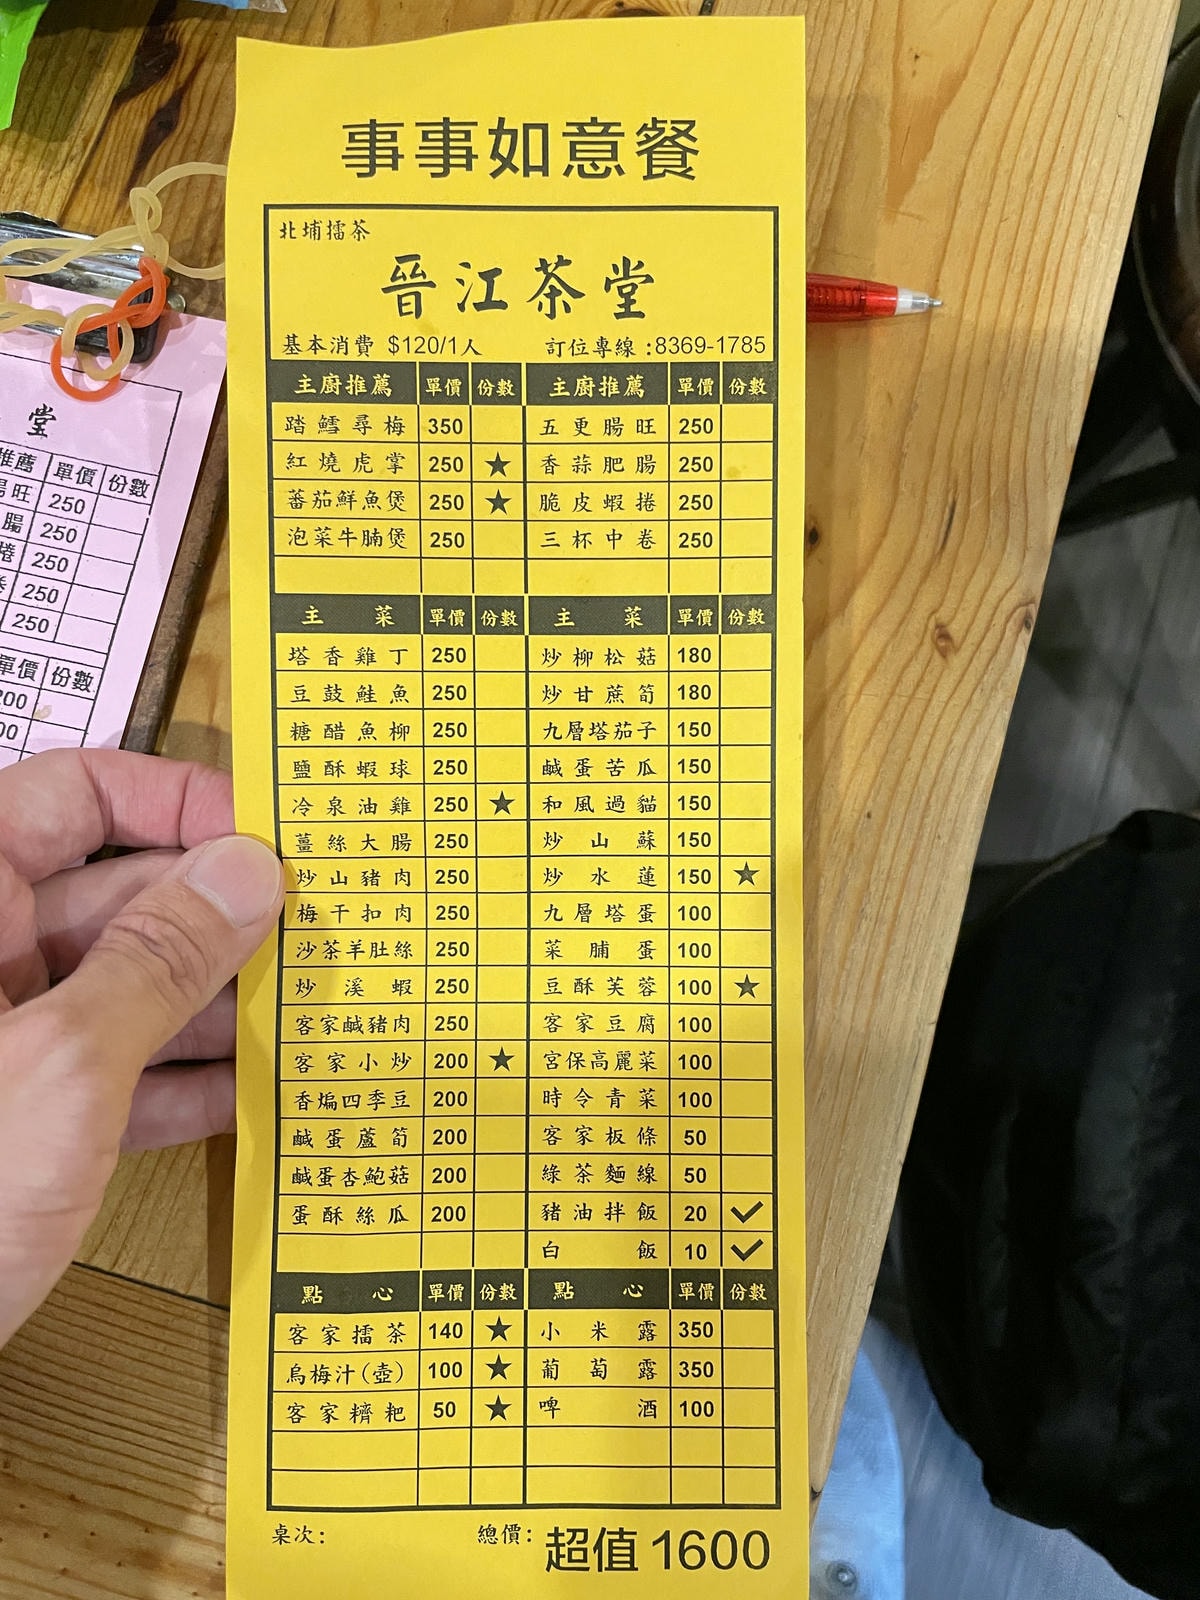 事事如意餐
北埔擂茶
晉江茶堂
基本消費 $120/1人 訂位專線:8369-1785
主廚推薦 單價 份數 主廚推薦 單價 份數
踏鱈尋梅 350 五更腸旺 250
紅燒虎掌 250 ★ 香蒜肥腸 250
蕃茄鮮魚煲 250 ★ 脆皮蝦捲 250
泡菜牛腩煲 250 三杯中卷 250
主菜 單價 份數 主菜 單價 份數
塔香雞丁 250 炒柳松菇 180
豆鼓鮭魚 250 炒甘蔗筍 180
糖醋魚柳 250 九層塔茄子 150
鹽酥蝦球 250 鹹蛋苦瓜 150
冷泉油雞 250 ★ 和風過貓 150
薑絲大腸 250 炒山蘇 150
炒山豬肉 250 炒水蓮 150 ★
梅干扣肉 250 九層塔蛋 100
沙茶羊肚絲 250 菜脯蛋 100
炒溪蝦 250 豆酥芙蓉 100 ★
客家鹹豬肉 250 客家豆腐 100
客家小炒 200 ★ 宮保高麗菜 100
香煸四季豆 200 時令青菜 100
鹹蛋蘆筍 200 客家板條 50
鹹蛋杏鮑菇 200 綠茶麵線 50
蛋酥絲瓜 200 豬油拌飯 20 ✓
白飯 10 ✓
點心 單價 份數 點心 單價 份數
客家擂茶 140 ★ 小米露 350
烏梅汁(壺) 100 ★ 葡萄露 350
客家糌粑 50 ★ 啤酒 100
桌次: 總價: 超值 1600
堂
推薦 單價 份數
腸旺 250
腸 250
捲 250
卷 250
250
單價 份數
200
00